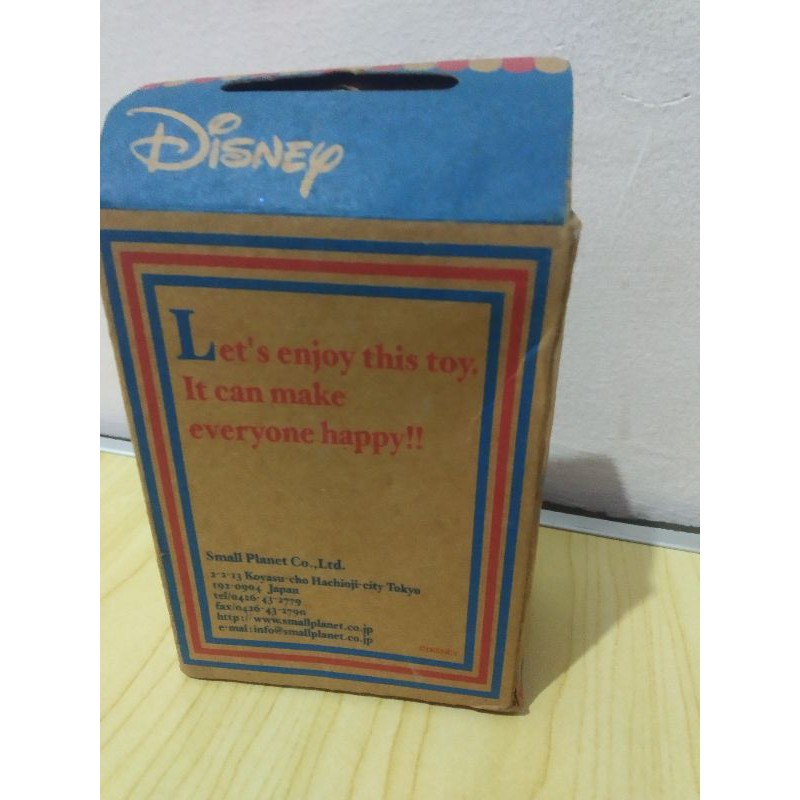 Disney
Let's enjoy this toy.
It can make
everyone happy!!
Small Planet Co.,Ltd.
2-2-13 Koyasu-cho Hachioji-city Tokyo
192-0904 Japan
tel/0426-43-2779
fax/0426-43-2790
http://www.smallplanet.co.jp
e-mai:info@smallplanet.co.jp
©DISNEY